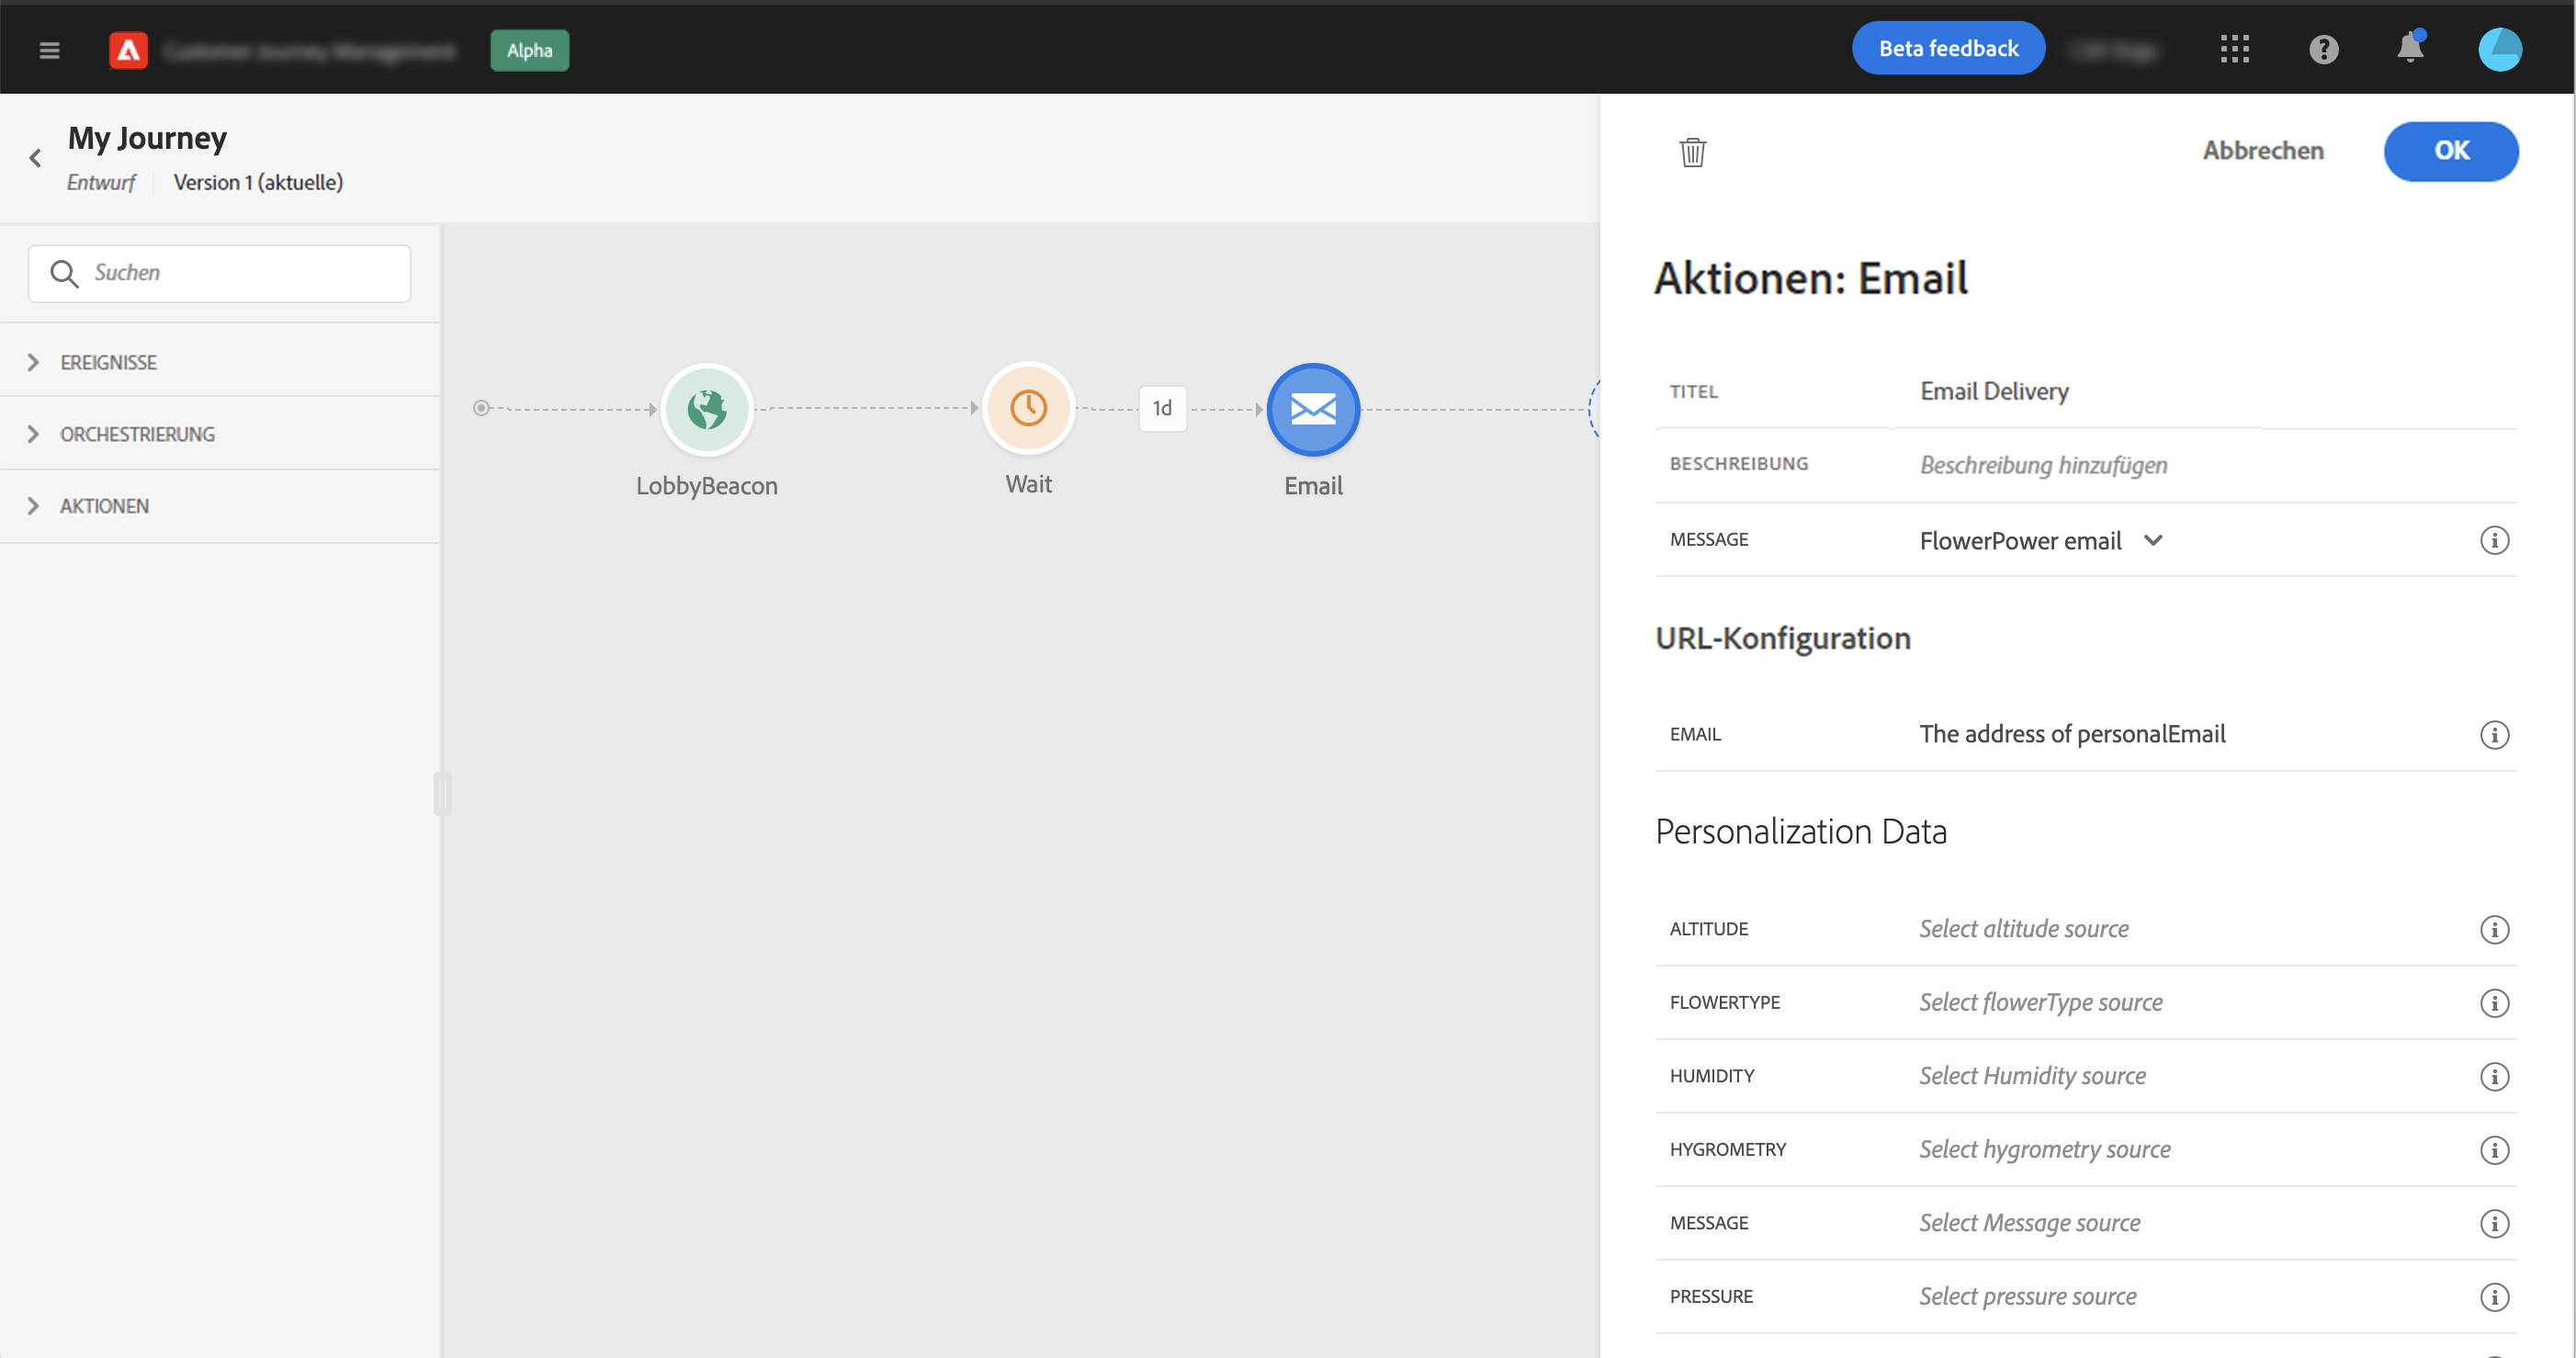 Alpha
Beta feedback
My Journey
Entwurf
Version 1 (aktuelle)
Abbrechen
OK
Suchen
EREIGNISSE
ORCHESTRIERUNG
AKTIONEN
LobbyBeacon
Wait
1d
Email
Aktionen: Email
TITEL Email Delivery
BESCHREIBUNG Beschreibung hinzufügen
MESSAGE FlowerPower email
URL-Konfiguration
EMAIL The address of personalEmail
Personalization Data
ALTITUDE Select altitude source
FLOWERTYPE Select flowerType source
HUMIDITY Select Humidity source
HYGROMETRY Select hygrometry source
MESSAGE Select Message source
PRESSURE Select pressure source